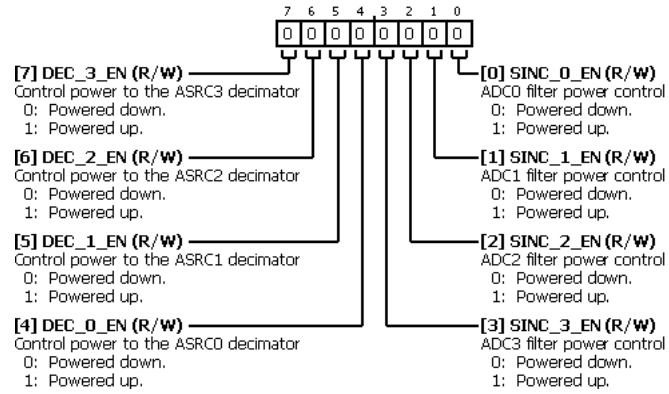 7 6 5 4 3 2 1 0
0 0 0 0 0 0 0 0
[7] DEC_3_EN (R/W)
Control power to the ASRC3 decimator
0: Powered down.
1: Powered up.
[6] DEC_2_EN (R/W)
Control power to the ASRC2 decimator
0: Powered down.
1: Powered up.
[5] DEC_1_EN (R/W)
Control power to the ASRC1 decimator
0: Powered down.
1: Powered up.
[4] DEC_0_EN (R/W)
Control power to the ASRC0 decimator
0: Powered down.
1: Powered up.
[0] SINC_0_EN (R/W)
ADC0 filter power control
0: Powered down.
1: Powered up.
[1] SINC_1_EN (R/W)
ADC1 filter power control
0: Powered down.
1: Powered up.
[2] SINC_2_EN (R/W)
ADC2 filter power control
0: Powered down.
1: Powered up.
[3] SINC_3_EN (R/W)
ADC3 filter power control
0: Powered down.
1: Powered up.